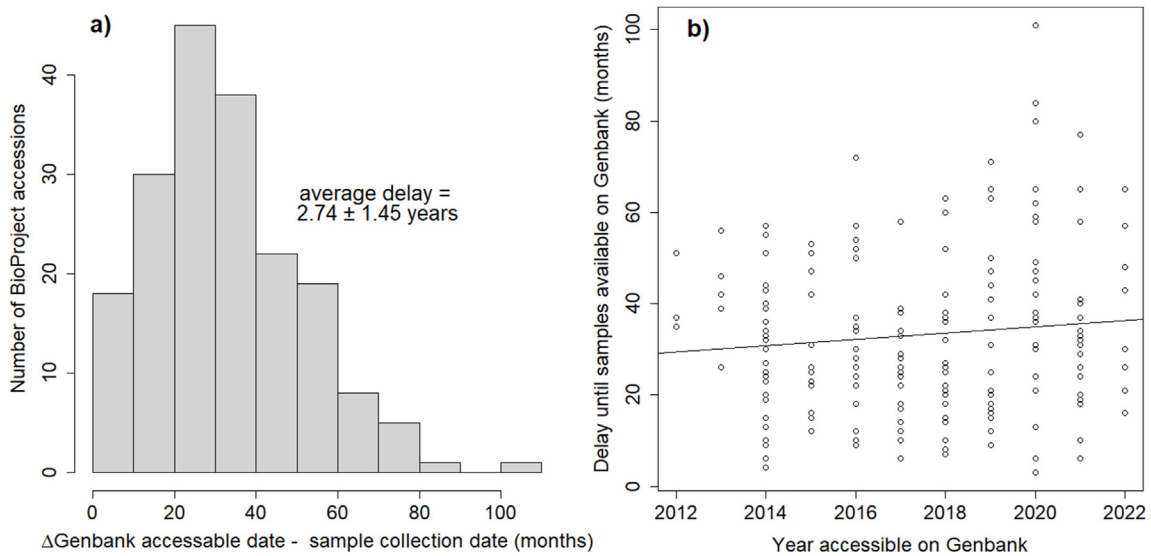 a)
Number of BioProject accessions
40
30
20
10
0
average delay =
2.74 ± 1.45 years
0 20 40 60 80 100
ΔGenbank accessable date - sample collection date (months)
b)
Delay until samples available on Genbank (months)
100
80
60
40
20
0
2012 2014 2016 2018 2020 2022
Year accessible on Genbank